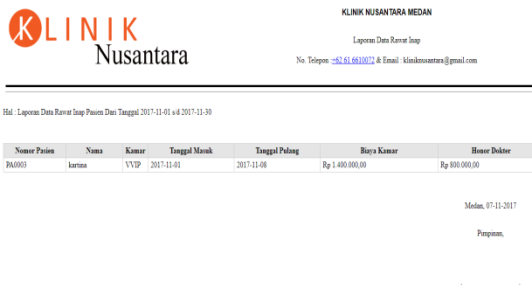 KLINIK
Nusantara
KLINIK NUSANTARA MEDAN
Laporan Data Rawat Inap
No. Telepon :+62 61 6610072 & Email : kliniknusantara@gmail.com
Hal : Laporan Data Rawat Inap Pasien Dari Tanggal 2017-11-01 s/d 2017-11-30
Nomor Pasien Nama Kamar Tanggal Masuk Tanggal Pulang Biaya Kamar Honor Dokter
PA0003 kartina VVIP 2017-11-01 2017-11-08 Rp 1.400.000,00 Rp 800.000,00
Medan, 07-11-2017
Pimpinan,